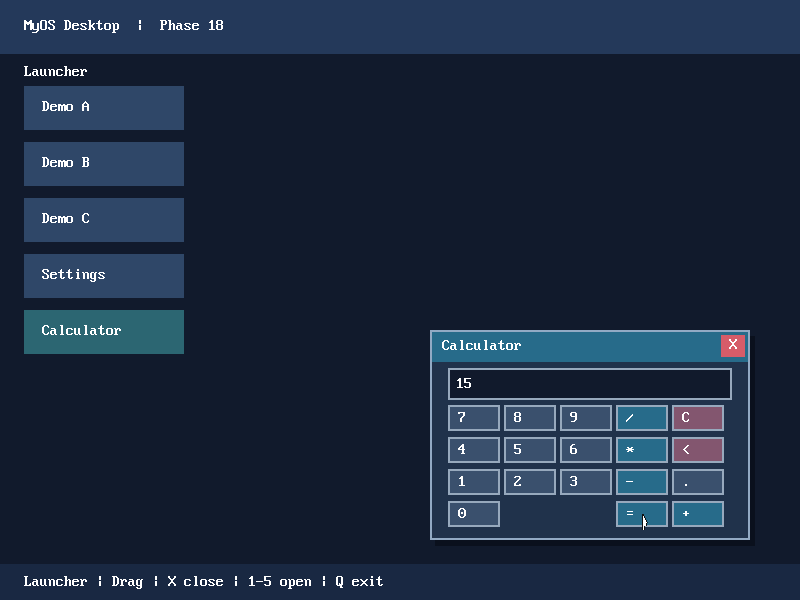 MyOS Desktop | Phase 18
Launcher
Demo A
Demo B
Demo C
Settings
Calculator
Calculator X
15
7 8 9 / C
4 5 6 * <
1 2 3 - .
0 = +
Launcher | Drag | X close | 1-5 open | Q exit